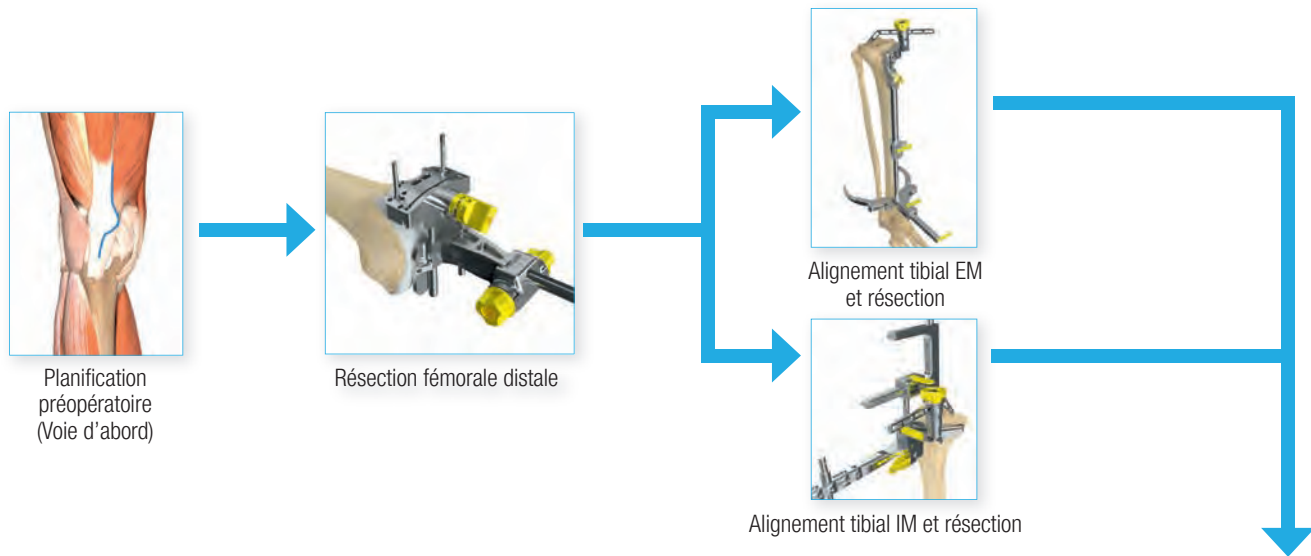 Planification
préopératoire
(Voie d’abord)
Résection fémorale distale
Alignement tibial EM
et résection
Alignement tibial IM et résection